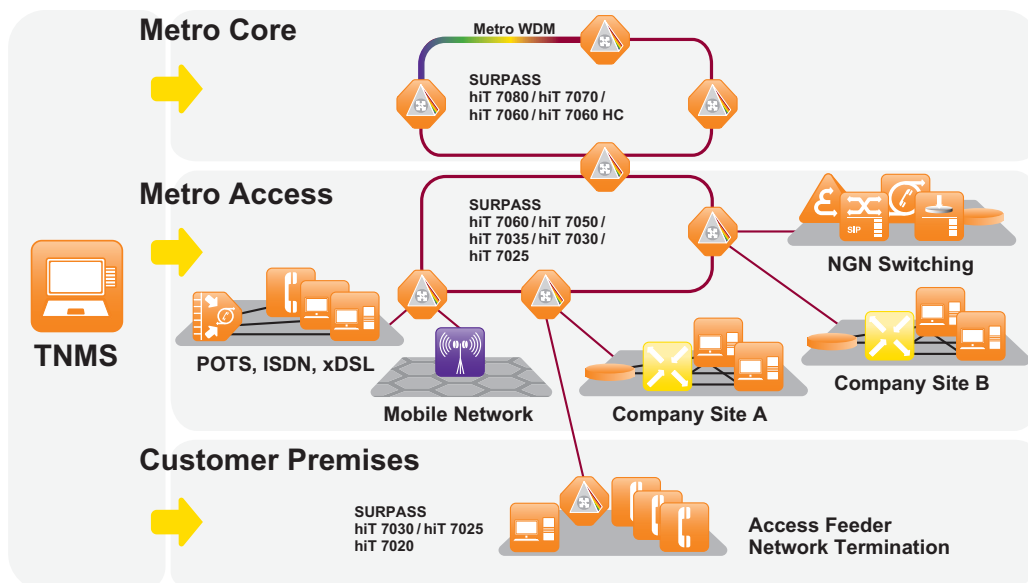 Metro Core
Metro WDM
SURPASS
hiT 7080 / hiT 7070 /
hiT 7060 / hiT 7060 HC
Metro Access
SURPASS
hiT 7060 / hiT 7050 /
hiT 7035 / hiT 7030 /
hiT 7025
SIP
NGN Switching
TNMS
POTS, ISDN, xDSL
Mobile Network
Company Site A
Company Site B
Customer Premises
SURPASS
hiT 7030 / hiT 7025
hiT 7020
Access Feeder
Network Termination